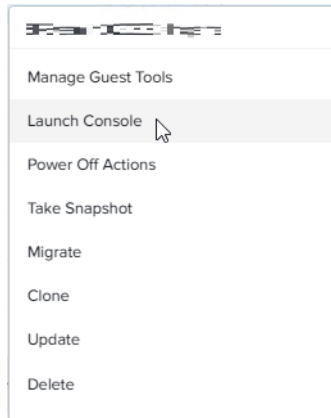 Manage Guest Tools
Launch Console
Power Off Actions
Take Snapshot
Migrate
Clone
Update
Delete